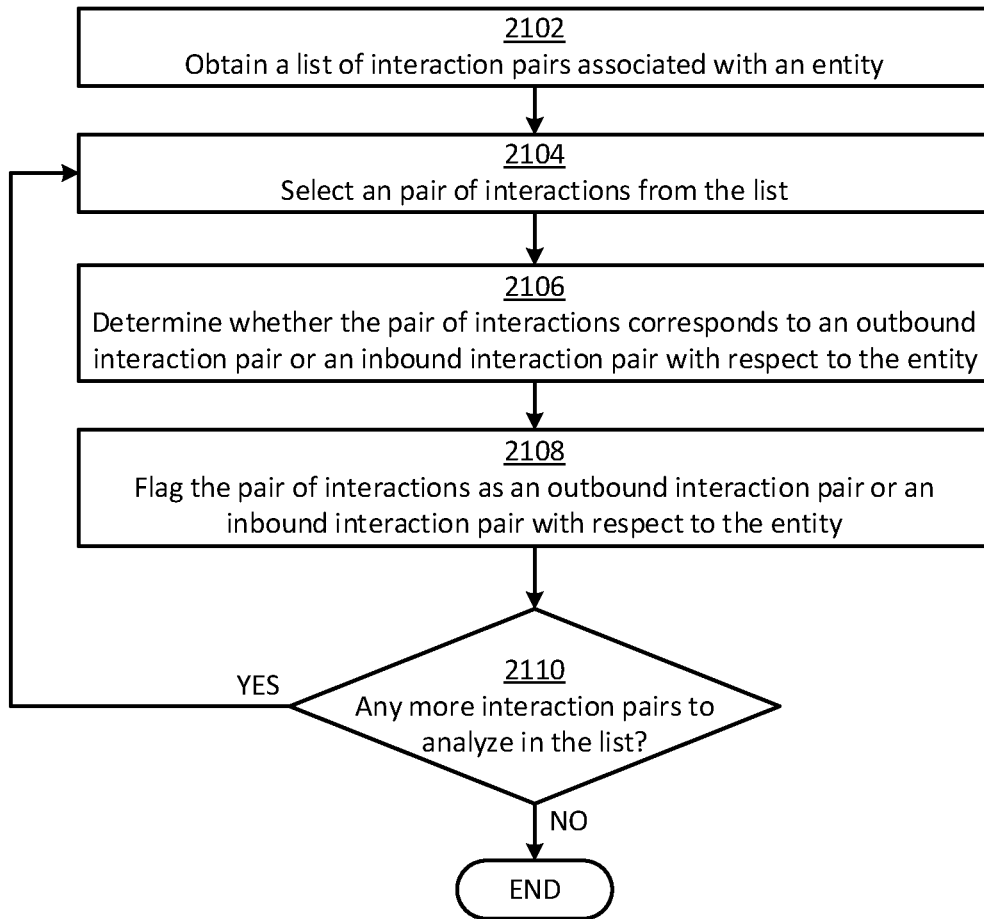 2102
Obtain a list of interaction pairs associated with an entity
2104
Select an pair of interactions from the list
2106
Determine whether the pair of interactions corresponds to an outbound
interaction pair or an inbound interaction pair with respect to the entity
2108
Flag the pair of interactions as an outbound interaction pair or an
inbound interaction pair with respect to the entity
2110
YES
Any more interaction pairs to
analyze in the list?
NO
END